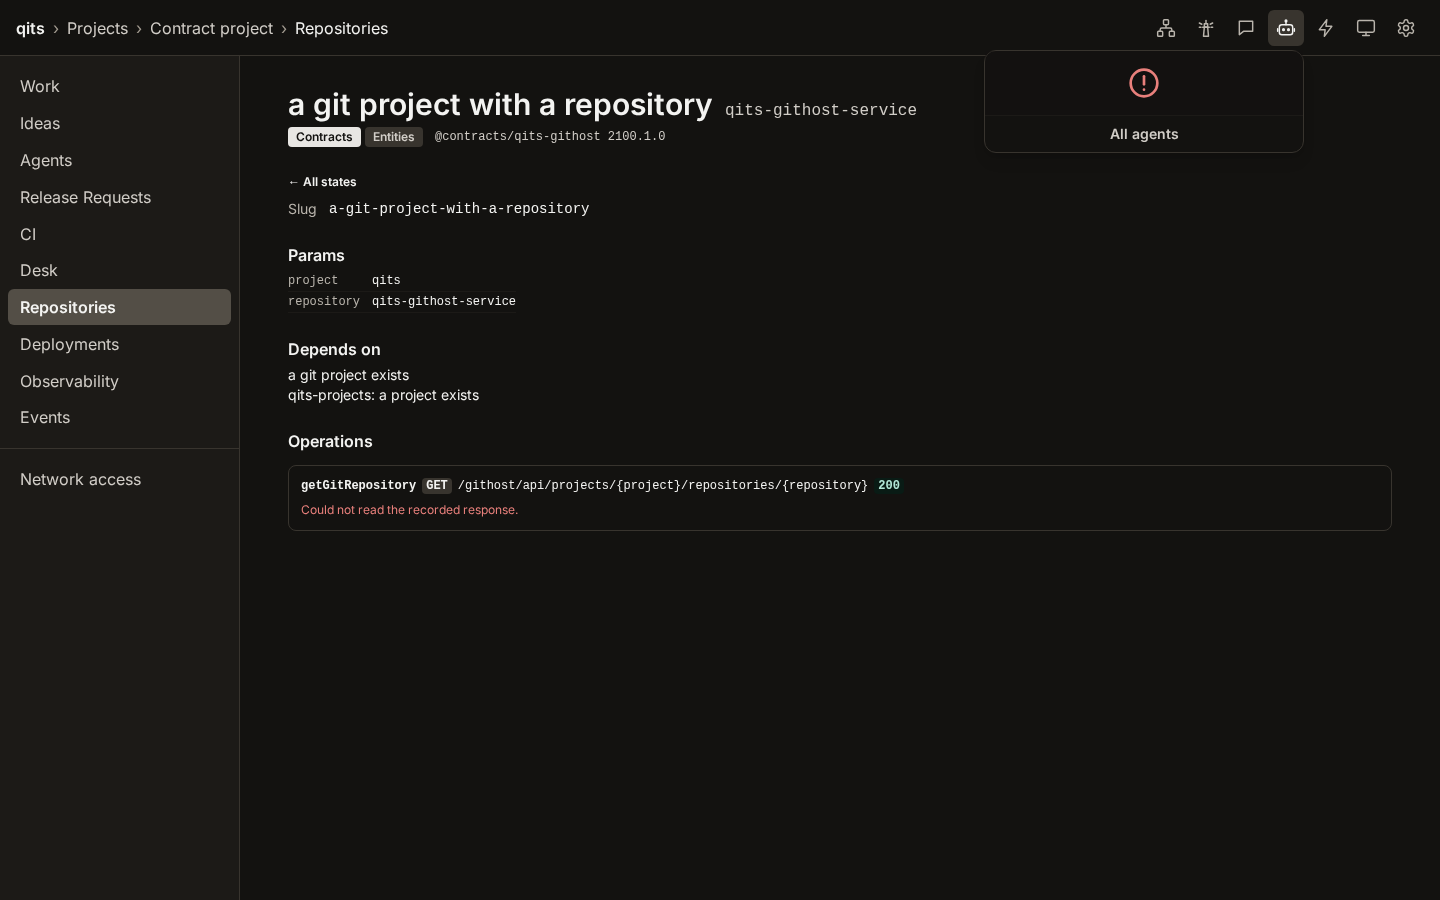 qits › Projects › Contract project › Repositories
All agents
Work
Ideas
Agents
Release Requests
CI
Desk
Repositories
Deployments
Observability
Events
Network access
a git project with a repository qits-githost-service
Contracts Entities @contracts/qits-githost 2100.1.0
← All states
Slug a-git-project-with-a-repository
Params
project qits
repository qits-githost-service
Depends on
a git project exists
qits-projects: a project exists
Operations
getGitRepository GET /githost/api/projects/{project}/repositories/{repository} 200
Could not read the recorded response.